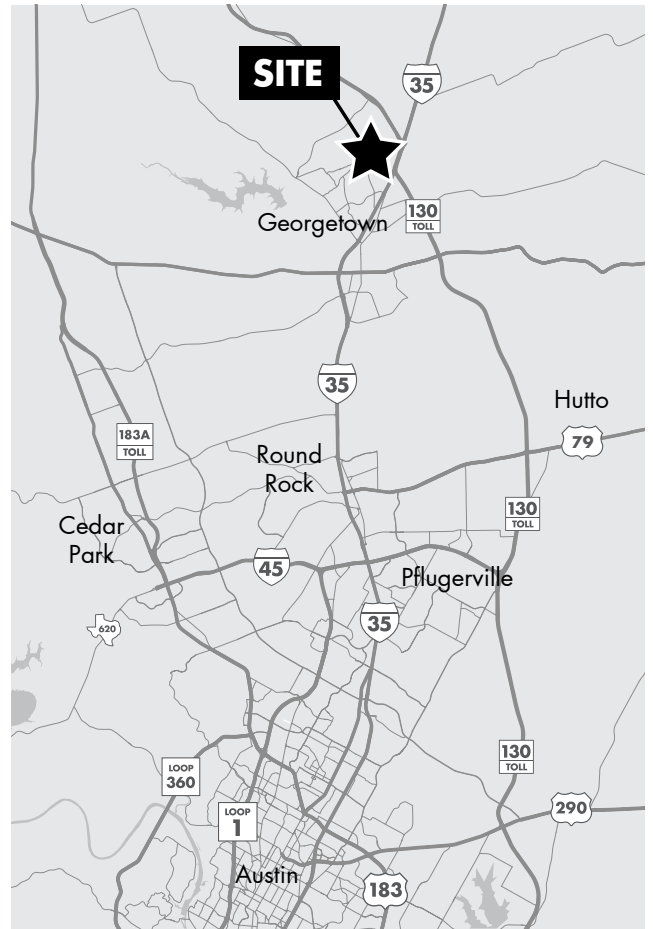 SITE
35
Georgetown
130
TOLL
35
Hutto
79
183A
TOLL
Round
Rock
130
TOLL
Cedar
Park
45
Pflugerville
620
35
130
TOLL
LOOP
360
290
LOOP
1
Austin
183